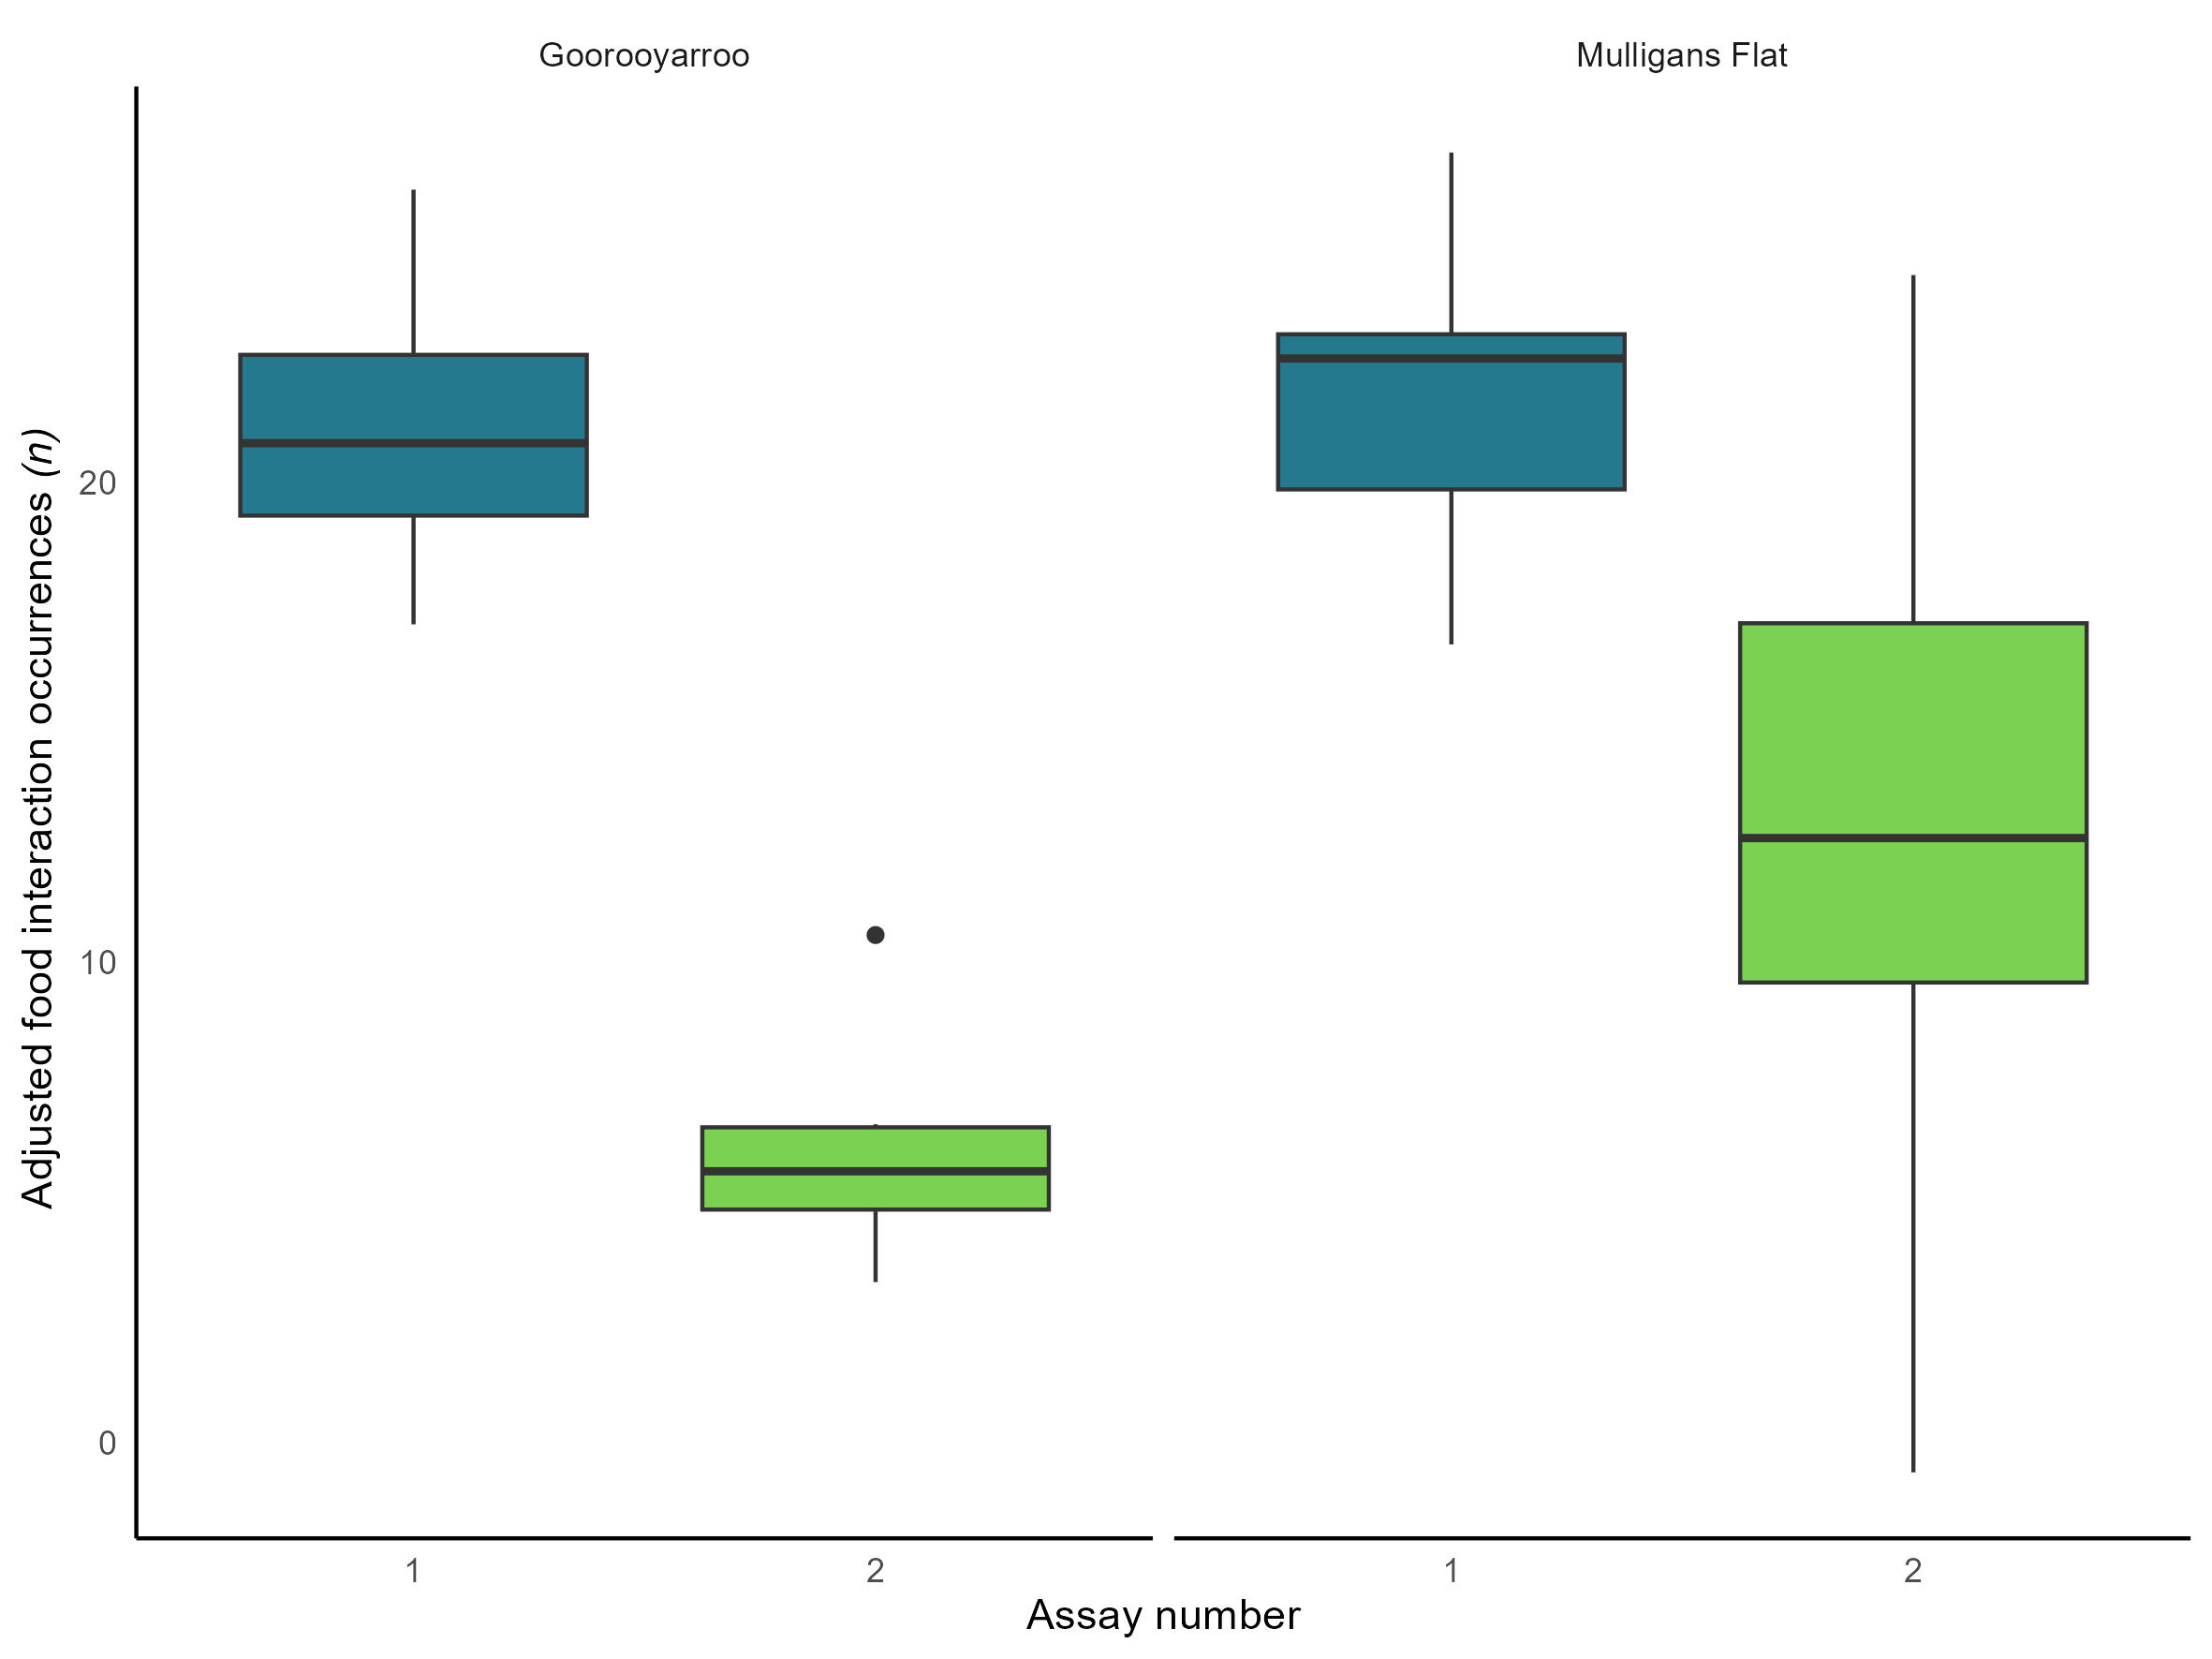 Goorooyarroo
Mulligans Flat
Adjusted food interaction occurrences (n)
20
10
0
1
2
1
2
Assay number